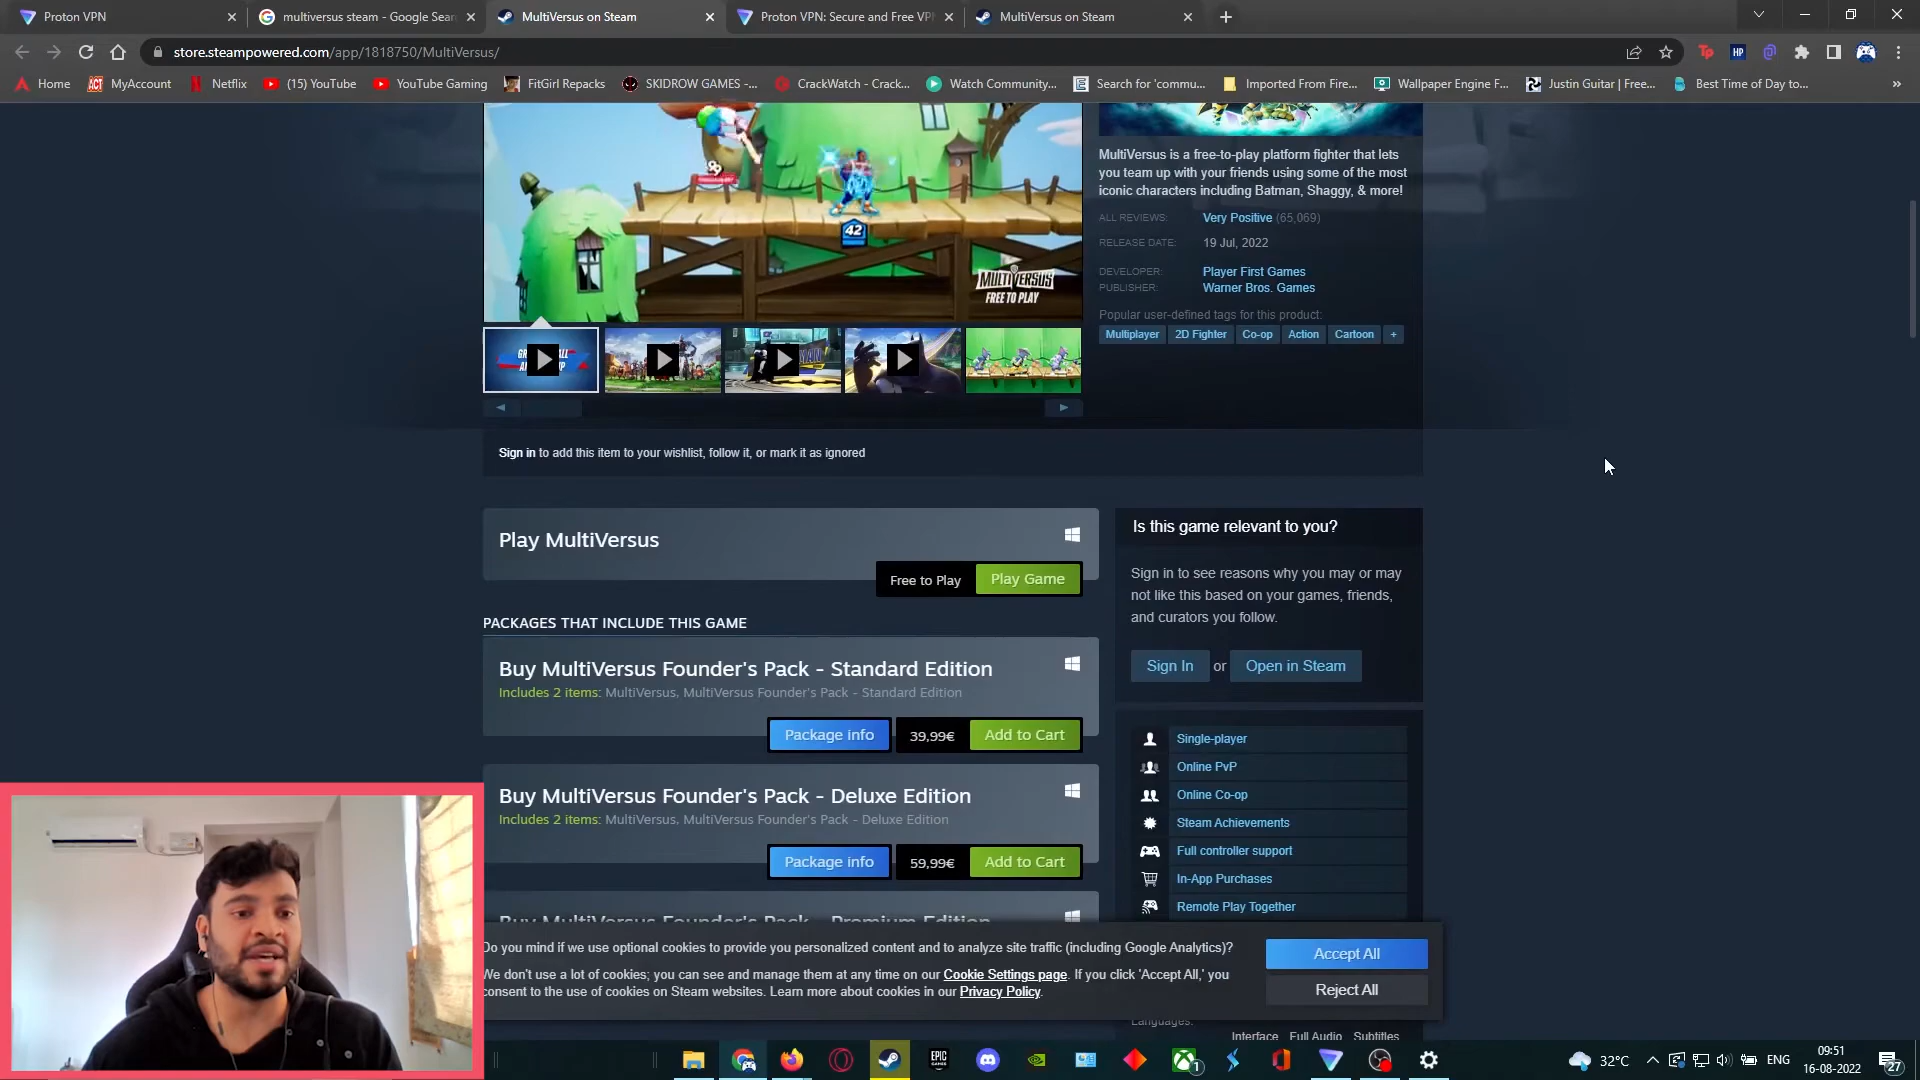 Proton VPN
multiversus steam - Google Sear
MultiVersus on Steam
Proton VPN: Secure and Free VP
MultiVersus on Steam
store.steampowered.com/app/1818750/MultiVersus/
Home
MyAccount
Netflix
(15) YouTube
YouTube Gaming
FitGirl Repacks
SKIDROW GAMES -...
CrackWatch - Crack...
Watch Community...
Search for 'commu...
Imported From Fire...
Wallpaper Engine F...
Justin Guitar | Free...
Best Time of Day to...
42
MULTIVERSUS
FREE TO PLAY
MultiVersus is a free-to-play platform fighter that lets
you team up with your friends using some of the most
iconic characters including Batman, Shaggy, & more!
ALL REVIEWS: Very Positive (65,069)
RELEASE DATE: 19 Jul, 2022
DEVELOPER: Player First Games
PUBLISHER: Warner Bros. Games
Popular user-defined tags for this product:
Multiplayer 2D Fighter Co-op Action Cartoon +
Sign in to add this item to your wishlist, follow it, or mark it as ignored
Play MultiVersus
Free to Play Play Game
PACKAGES THAT INCLUDE THIS GAME
Buy MultiVersus Founder's Pack - Standard Edition
Includes 2 items: MultiVersus, MultiVersus Founder's Pack - Standard Edition
Package info 39,99€ Add to Cart
Buy MultiVersus Founder's Pack - Deluxe Edition
Includes 2 items: MultiVersus, MultiVersus Founder's Pack - Deluxe Edition
Package info 59,99€ Add to Cart
Buy MultiVersus Founder's Pack - Premium Edition
Is this game relevant to you?
Sign in to see reasons why you may or may
not like this based on your games, friends,
and curators you follow.
Sign In or Open in Steam
Single-player
Online PvP
Online Co-op
Steam Achievements
Full controller support
In-App Purchases
Remote Play Together
Do you mind if we use optional cookies to provide you personalized content and to analyze site traffic (including Google Analytics)?
We don't use a lot of cookies; you can see and manage them at any time on our Cookie Settings page. If you click 'Accept All,' you
consent to the use of cookies on Steam websites. Learn more about cookies in our Privacy Policy.
Accept All
Reject All
Languages:
Interface Full Audio Subtitles
32°C
ENG
09:51
16-08-2022
27